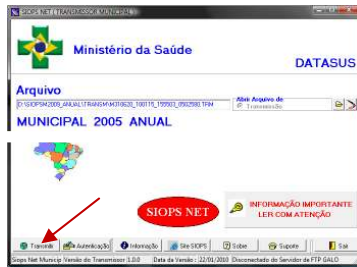 SIOPS NET (TRANSMISSOR MUNICIPAL)
Ministério da Saúde
DATASUS
Arquivo
Abrir Arquivo de
Transmissão
MUNICIPAL 2005 ANUAL
SIOPS NET
INFORMAÇÃO IMPORTANTE
LER COM ATENÇÃO
Transmitir
Autenticação
Informação
Site SIOPS
Sobre
Suporte
Sair
Siops Net Municip
Versão do Transmissor 1.0.0
Data da Versão : 22/01/2010
Disconectado do Servidor de FTP GALO